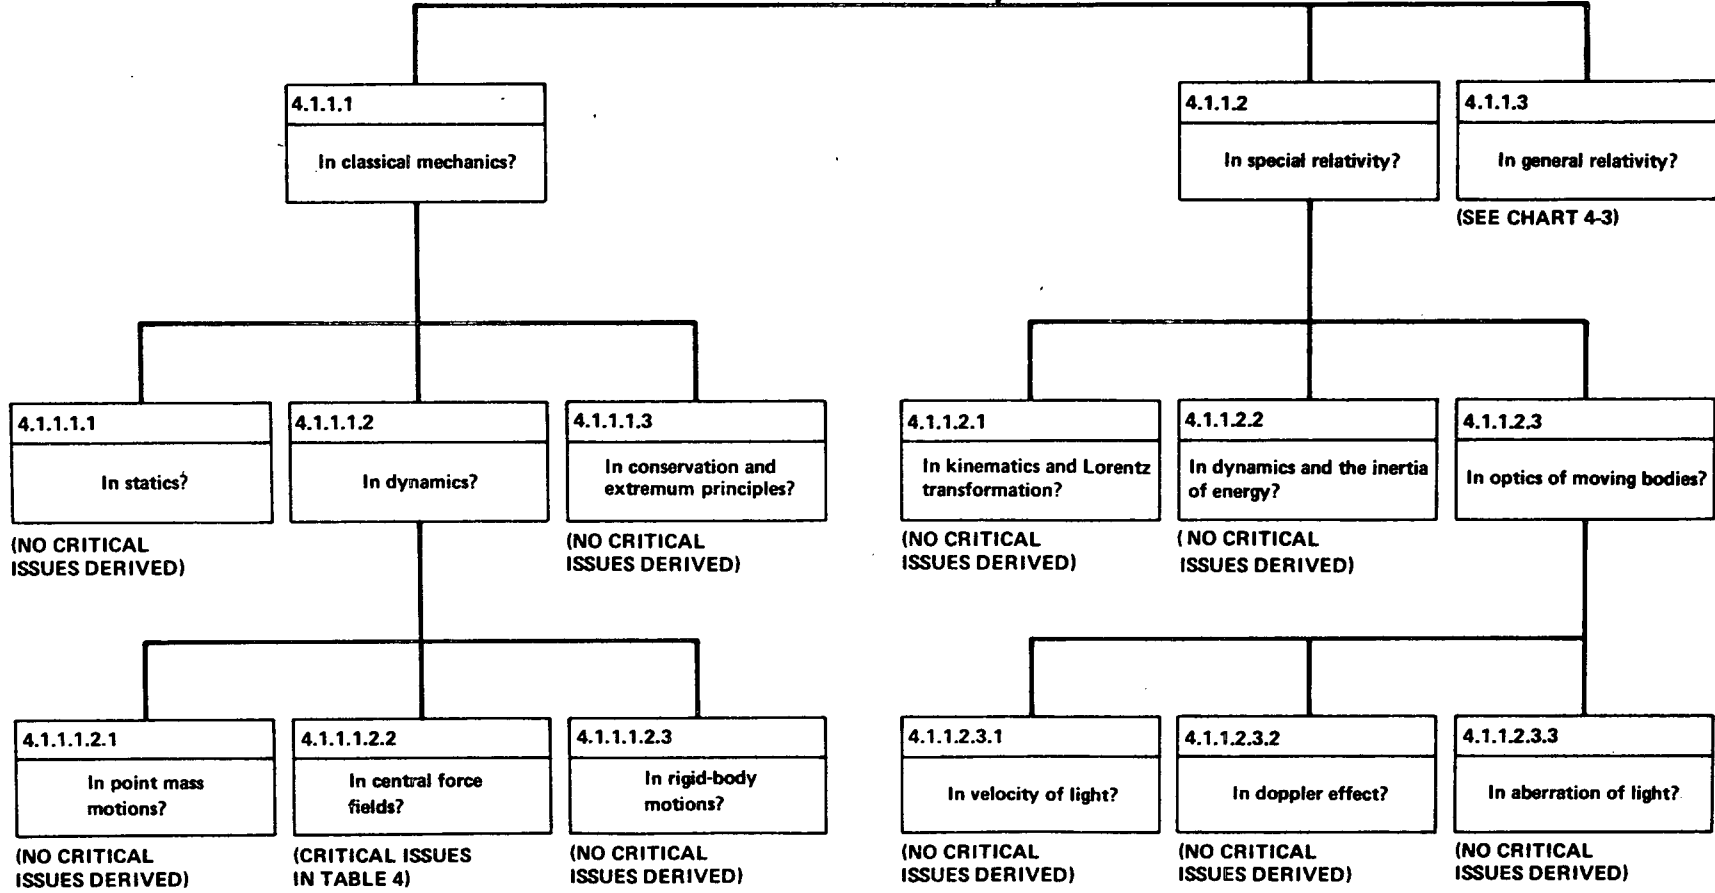 4.1.1.1
In classical mechanics?
4.1.1.2
In special relativity?
4.1.1.3
In general relativity?
(SEE CHART 4-3)
4.1.1.1.1
In statics?
(NO CRITICAL
ISSUES DERIVED)
4.1.1.1.2
In dynamics?
4.1.1.1.3
In conservation and
extremum principles?
(NO CRITICAL
ISSUES DERIVED)
4.1.1.2.1
In kinematics and Lorentz
transformation?
(NO CRITICAL
ISSUES DERIVED)
4.1.1.2.2
In dynamics and the inertia
of energy?
(NO CRITICAL
ISSUES DERIVED)
4.1.1.2.3
In optics of moving bodies?
4.1.1.1.2.1
In point mass
motions?
(NO CRITICAL
ISSUES DERIVED)
4.1.1.1.2.2
In central force
fields?
(CRITICAL ISSUES
IN TABLE 4)
4.1.1.1.2.3
In rigid-body
motions?
(NO CRITICAL
ISSUES DERIVED)
4.1.1.2.3.1
In velocity of light?
(NO CRITICAL
ISSUES DERIVED)
4.1.1.2.3.2
In doppler effect?
(NO CRITICAL
ISSUES DERIVED)
4.1.1.2.3.3
In aberration of light?
(NO CRITICAL
ISSUES DERIVED)